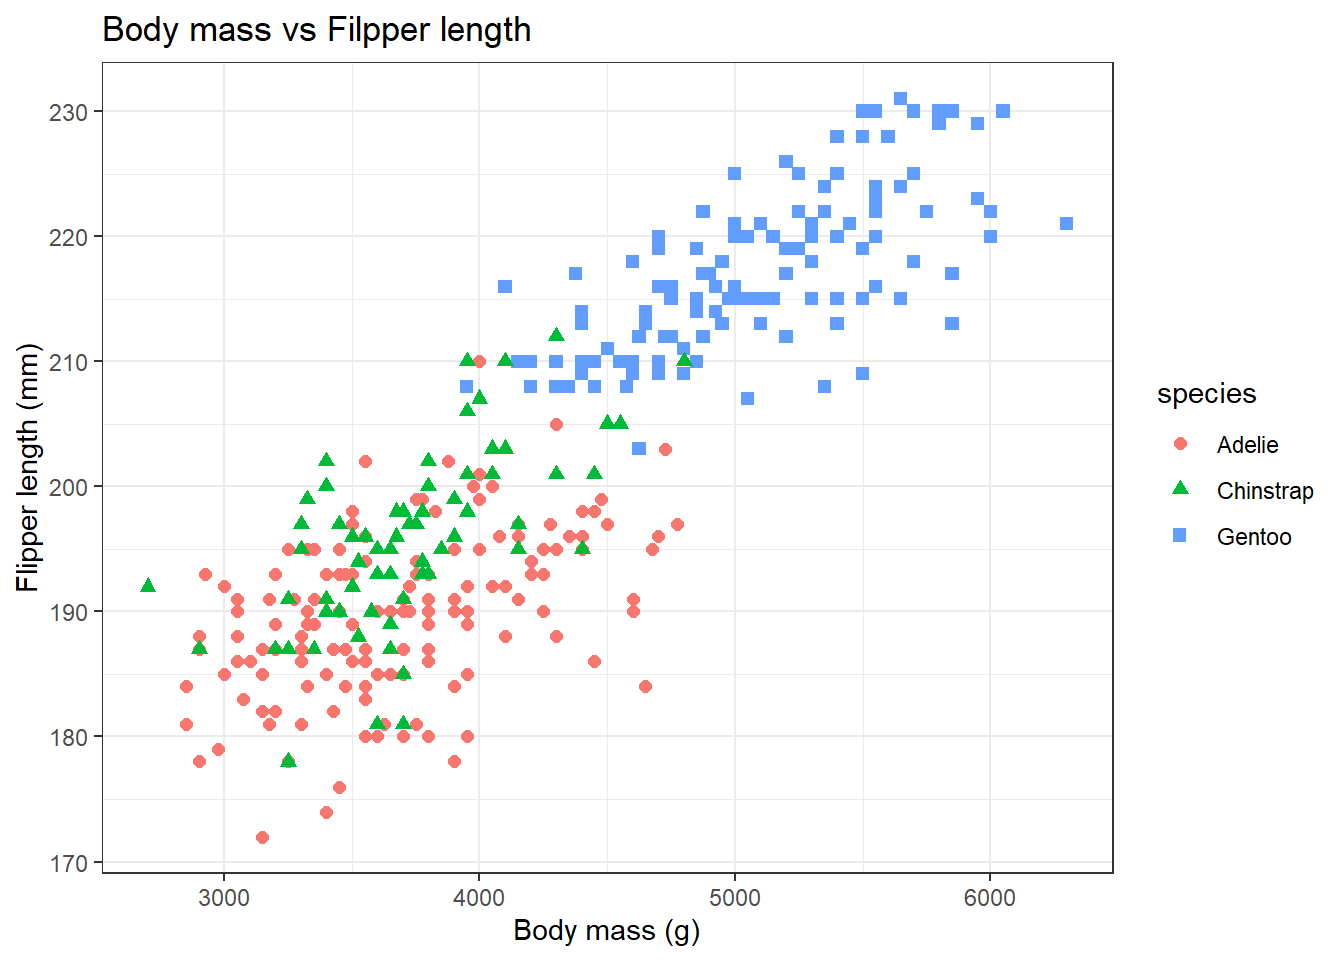 Body mass vs Filpper length
Flipper length (mm)
230
220
210
200
190
180
170
3000 4000 5000 6000
Body mass (g)
species
Adelie
Chinstrap
Gentoo